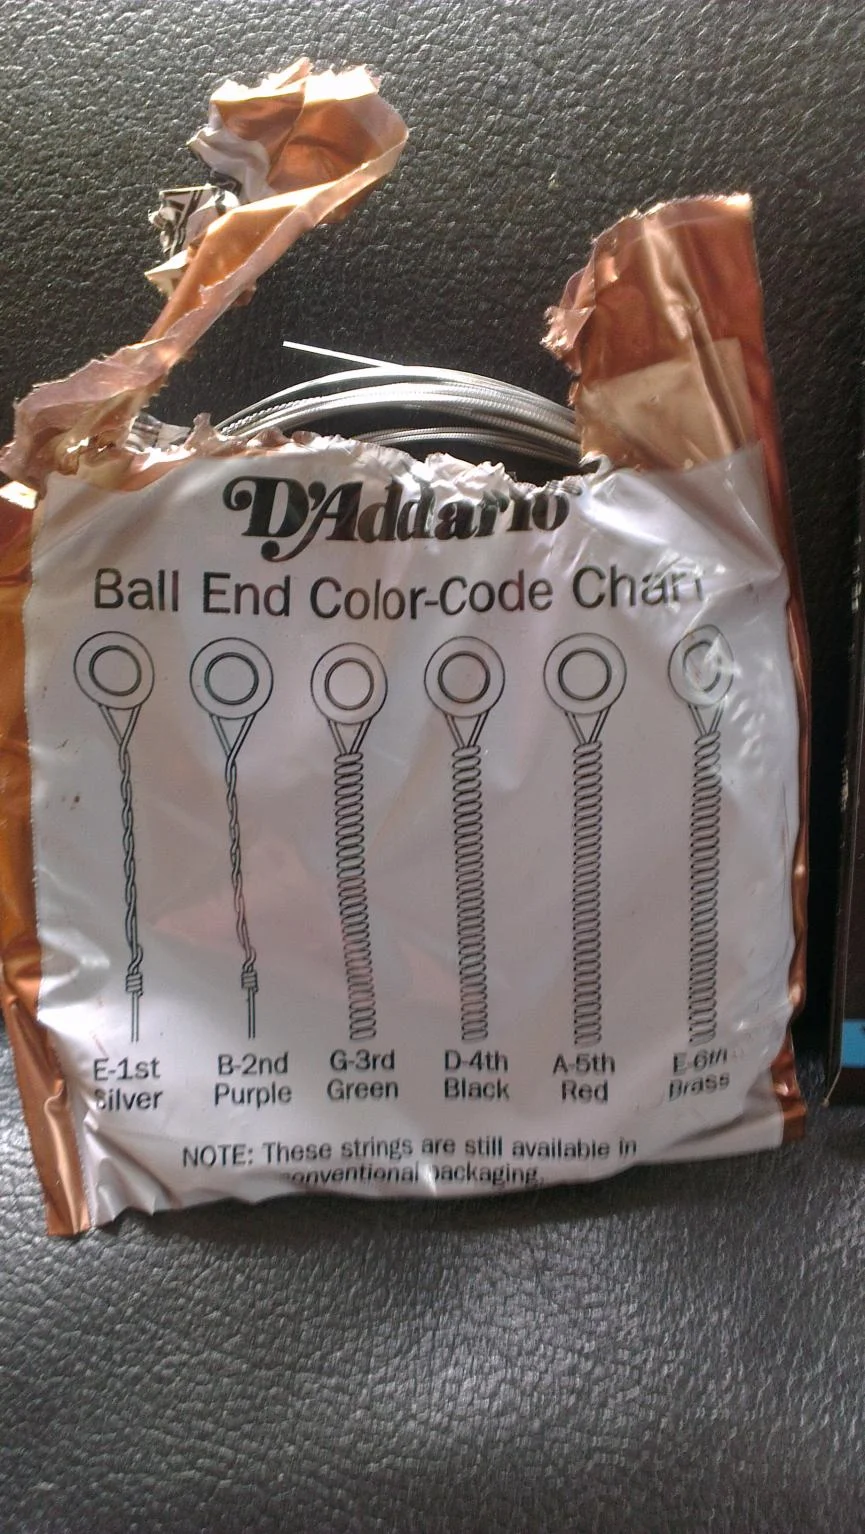 D'Addario
Ball End Color-Code Chart
E-1st B-2nd G-3rd D-4th A-5th E-6th
Silver Purple Green Black Red Brass
NOTE: These strings are still available in
conventional packaging.